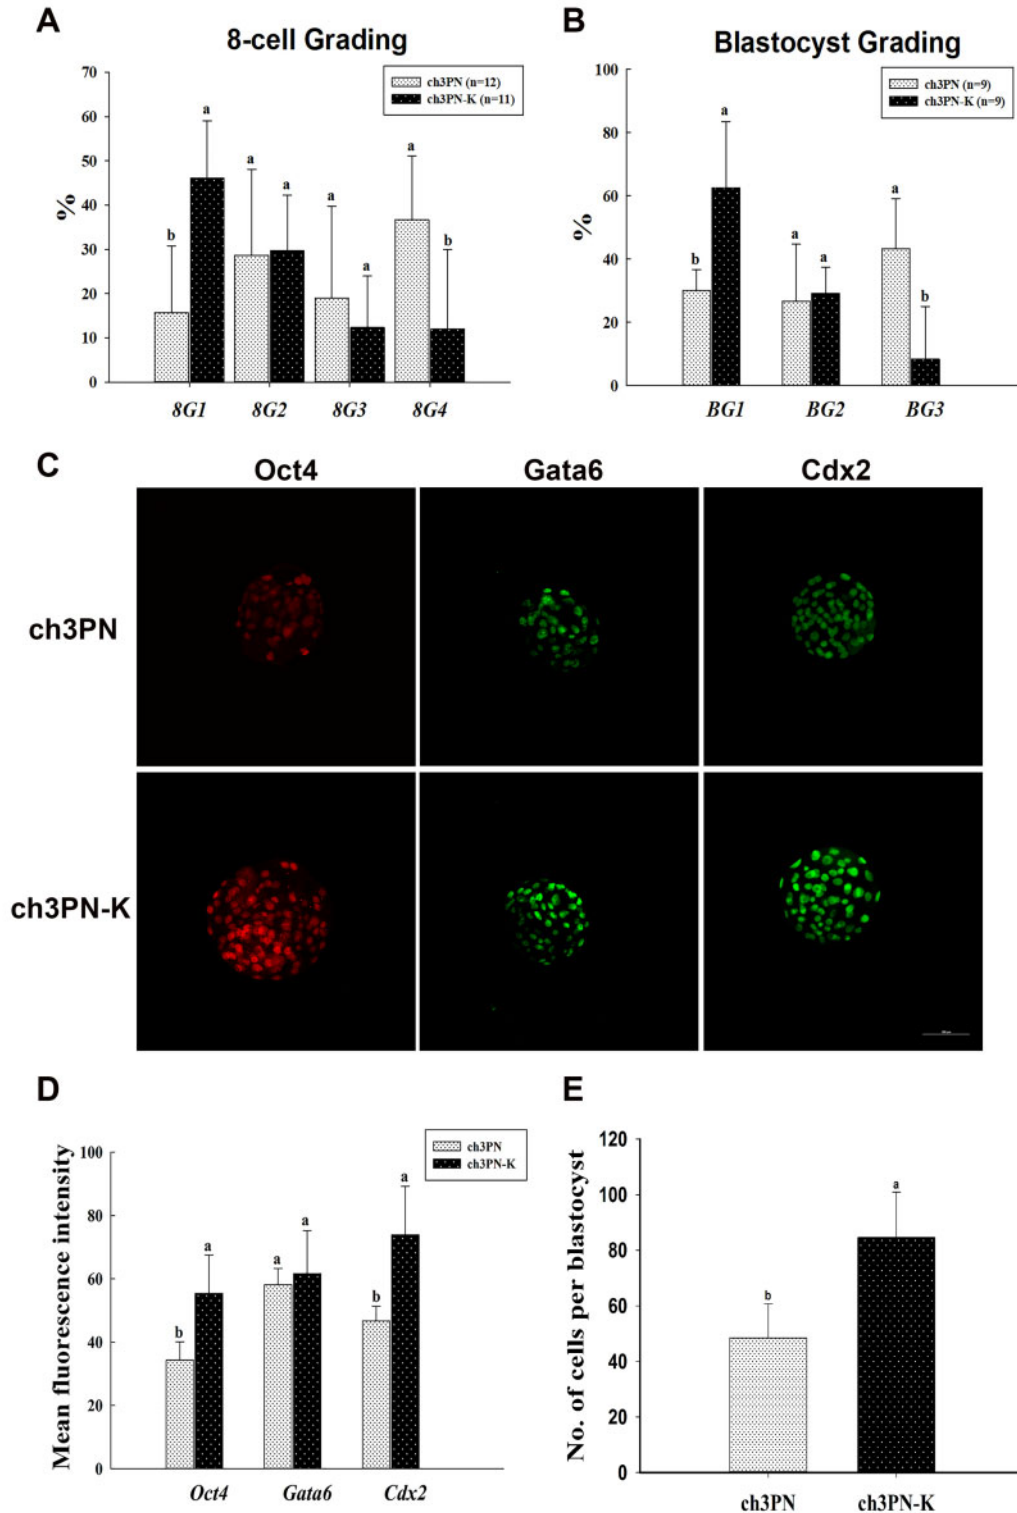 A
8-cell Grading
70
60
50
40
30
20
10
0
%
ch3PN (n=12)
ch3PN-K (n=11)
b
a
a
a
a
a
a
b
8G1
8G2
8G3
8G4
B
Blastocyst Grading
100
80
60
40
20
0
%
ch3PN (n=9)
ch3PN-K (n=9)
b
a
a
a
a
b
BG1
BG2
BG3
C
Oct4
Gata6
Cdx2
ch3PN
ch3PN-K
D
Mean fluorescence intensity
100
80
60
40
20
0
ch3PN
ch3PN-K
b
a
a
a
b
a
Oct4
Gata6
Cdx2
E
No. of cells per blastocyst
120
100
80
60
40
20
0
b
a
ch3PN
ch3PN-K